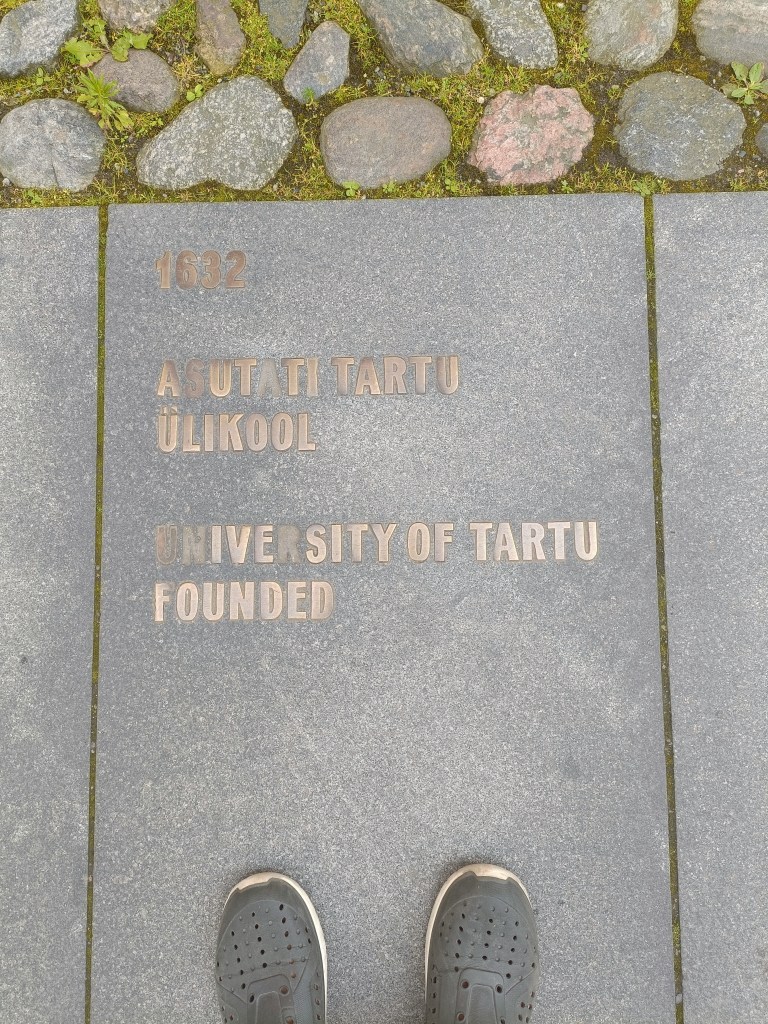 1632
ASUTATI TARTU
ÜLIKOOL
UNIVERSITY OF TARTU
FOUNDED